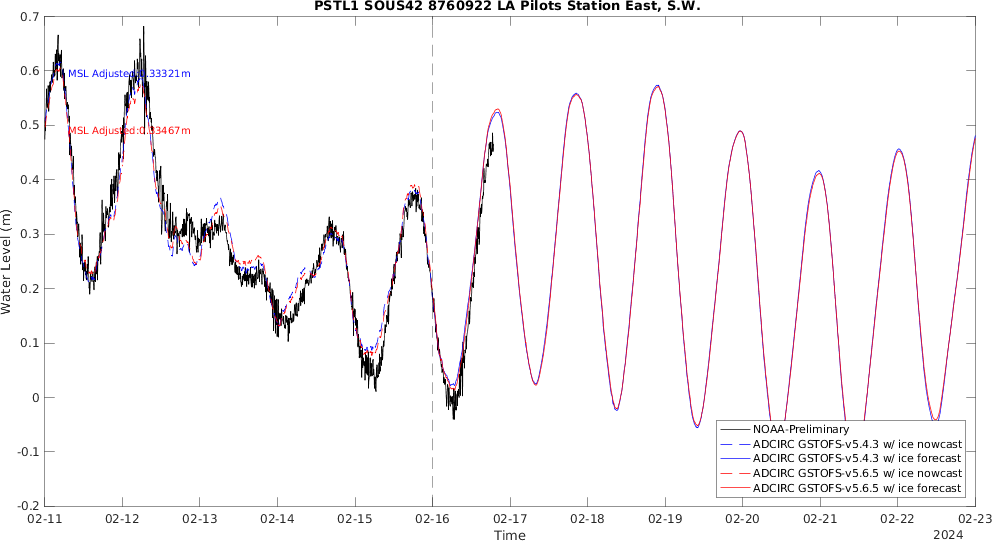 PSTL1 SOUS42 8760922 LA Pilots Station East, S.W.
0.7
0.6
0.5
0.4
0.3
0.2
0.1
0
-0.1
-0.2
Water Level (m)
MSL Adjusted:0.33321m
MSL Adjusted:0.33467m
NOAA-Preliminary
ADCIRC GSTOFS-v5.4.3 w/ ice nowcast
ADCIRC GSTOFS-v5.4.3 w/ ice forecast
ADCIRC GSTOFS-v5.6.5 w/ ice nowcast
ADCIRC GSTOFS-v5.6.5 w/ ice forecast
02-11 02-12 02-13 02-14 02-15 02-16 02-17 02-18 02-19 02-20 02-21 02-22 02-23
Time
2024